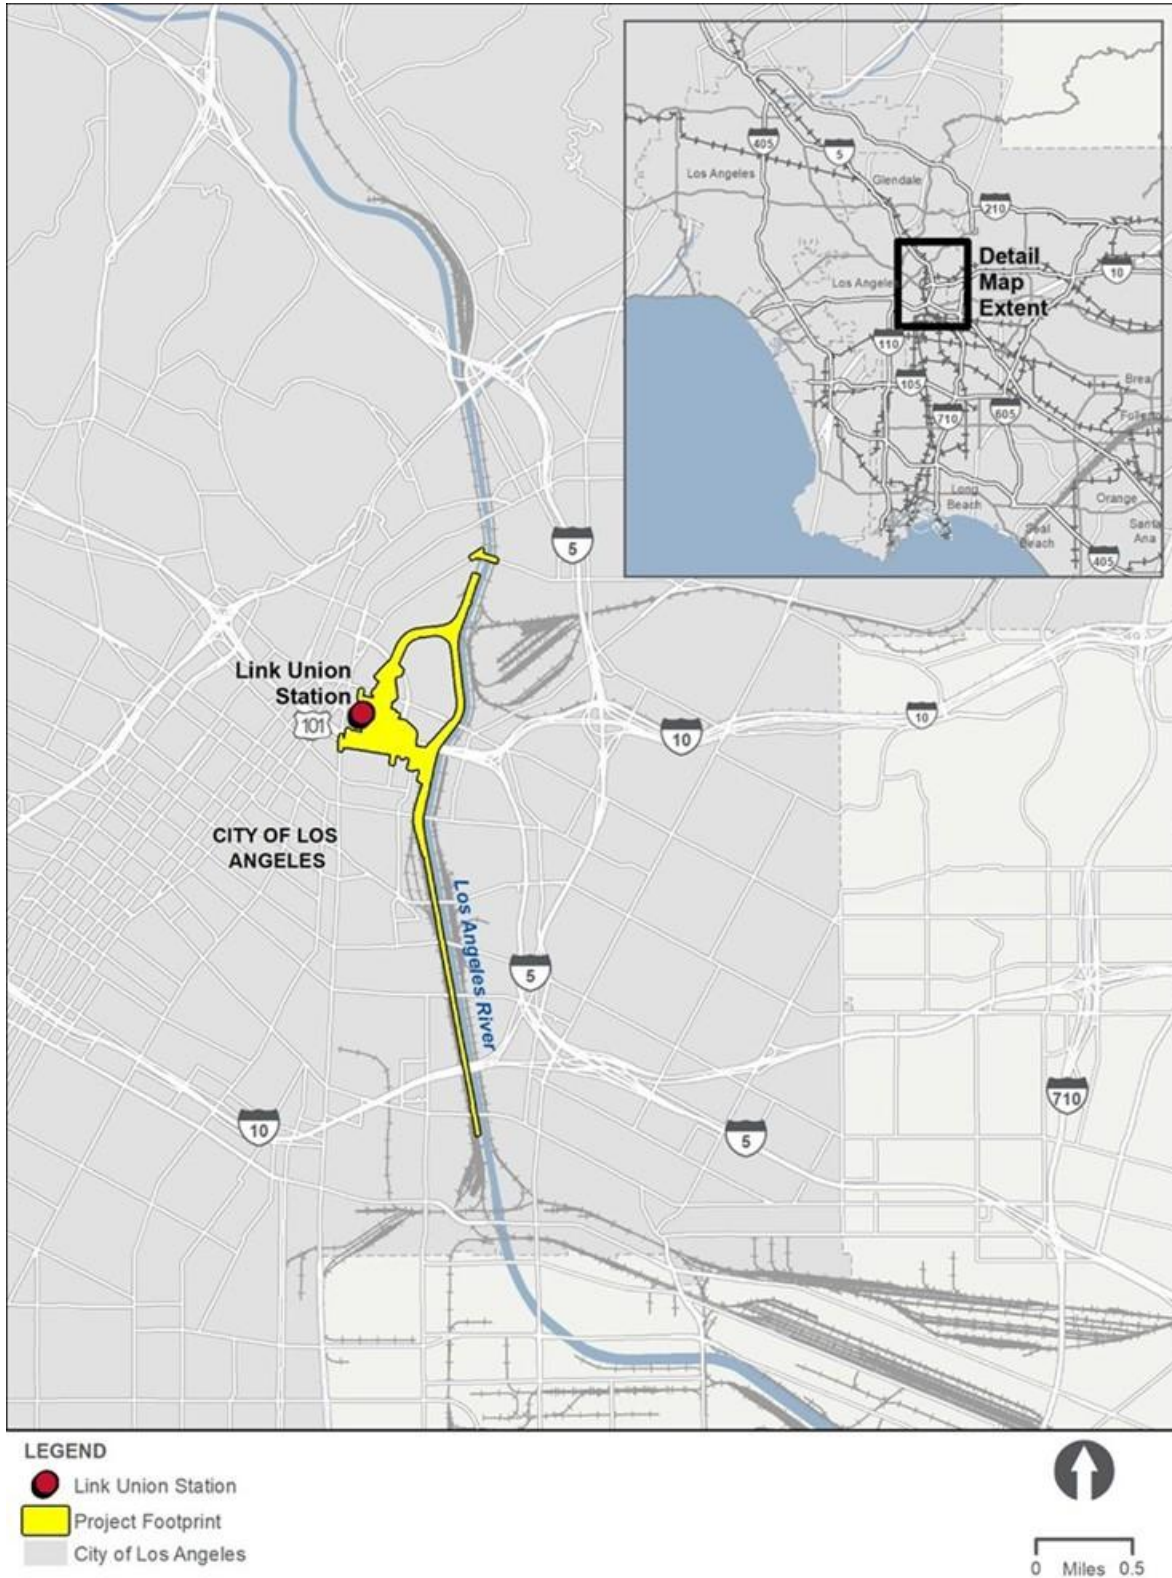 405
5
Los Angeles
Glendale
210
Detail
Map
Extent
10
Los Angele
110
105
710
605
Brea
Long
Beach
Orange
Seal
Beach
Santa
Ana
405
5
Link Union
Station
101
10
10
CITY OF LOS
ANGELES
Los Angeles River
5
10
5
710
LEGEND
Link Union Station
Project Footprint
City of Los Angeles
0 Miles 0.5